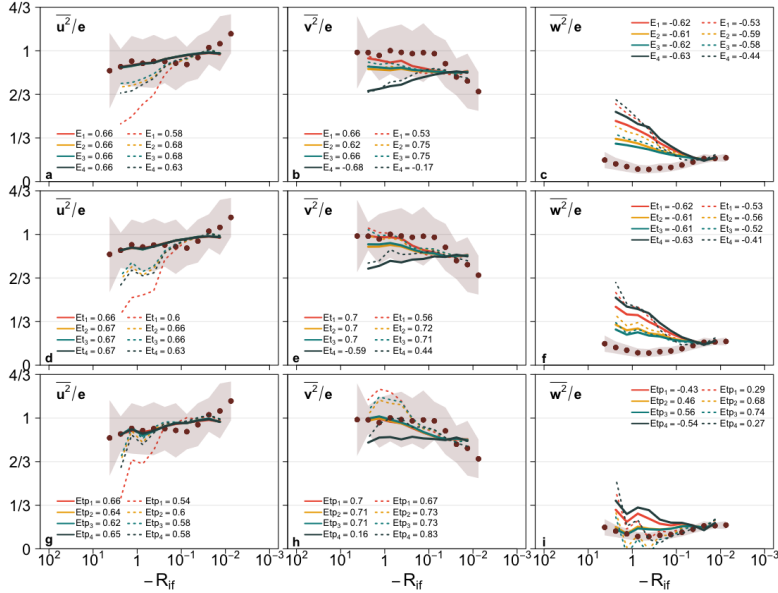 4/3
1
2/3
1/3
0
u²/e
a
E₁ = 0.66 E₁ = 0.58
E₂ = 0.66 E₂ = 0.68
E₃ = 0.66 E₃ = 0.68
E₄ = 0.66 E₄ = 0.63
v²/e
b
E₁ = 0.66 E₁ = 0.53
E₂ = 0.62 E₂ = 0.75
E₃ = 0.66 E₃ = 0.75
E₄ = -0.68 E₄ = -0.17
w²/e
c
E₁ = -0.62 E₁ = -0.53
E₂ = -0.61 E₂ = -0.59
E₃ = -0.62 E₃ = -0.58
E₄ = -0.63 E₄ = -0.44
4/3
1
2/3
1/3
0
u²/e
d
Et₁ = 0.66 Et₁ = 0.6
Et₂ = 0.67 Et₂ = 0.66
Et₃ = 0.67 Et₃ = 0.66
Et₄ = 0.67 Et₄ = 0.63
v²/e
e
Et₁ = 0.7 Et₁ = 0.56
Et₂ = 0.7 Et₂ = 0.72
Et₃ = 0.7 Et₃ = 0.71
Et₄ = -0.59 Et₄ = 0.44
w²/e
f
Et₁ = -0.62 Et₁ = -0.53
Et₂ = -0.61 Et₂ = -0.56
Et₃ = -0.61 Et₃ = -0.52
Et₄ = -0.63 Et₄ = -0.41
4/3
1
2/3
1/3
0
u²/e
g
Etp₁ = 0.66 Etp₁ = 0.54
Etp₂ = 0.64 Etp₂ = 0.6
Etp₃ = 0.62 Etp₃ = 0.58
Etp₄ = 0.65 Etp₄ = 0.58
v²/e
h
Etp₁ = 0.7 Etp₁ = 0.67
Etp₂ = 0.71 Etp₂ = 0.73
Etp₃ = 0.71 Etp₃ = 0.73
Etp₄ = 0.16 Etp₄ = 0.83
w²/e
i
Etp₁ = -0.43 Etp₁ = 0.29
Etp₂ = 0.46 Etp₂ = 0.68
Etp₃ = 0.56 Etp₃ = 0.74
Etp₄ = -0.54 Etp₄ = 0.27
10² 10¹ 1 10⁻¹ 10⁻² 10⁻³
10² 10¹ 1 10⁻¹ 10⁻² 10⁻³
10² 10¹ 1 10⁻¹ 10⁻² 10⁻³
−R_if
−R_if
−R_if